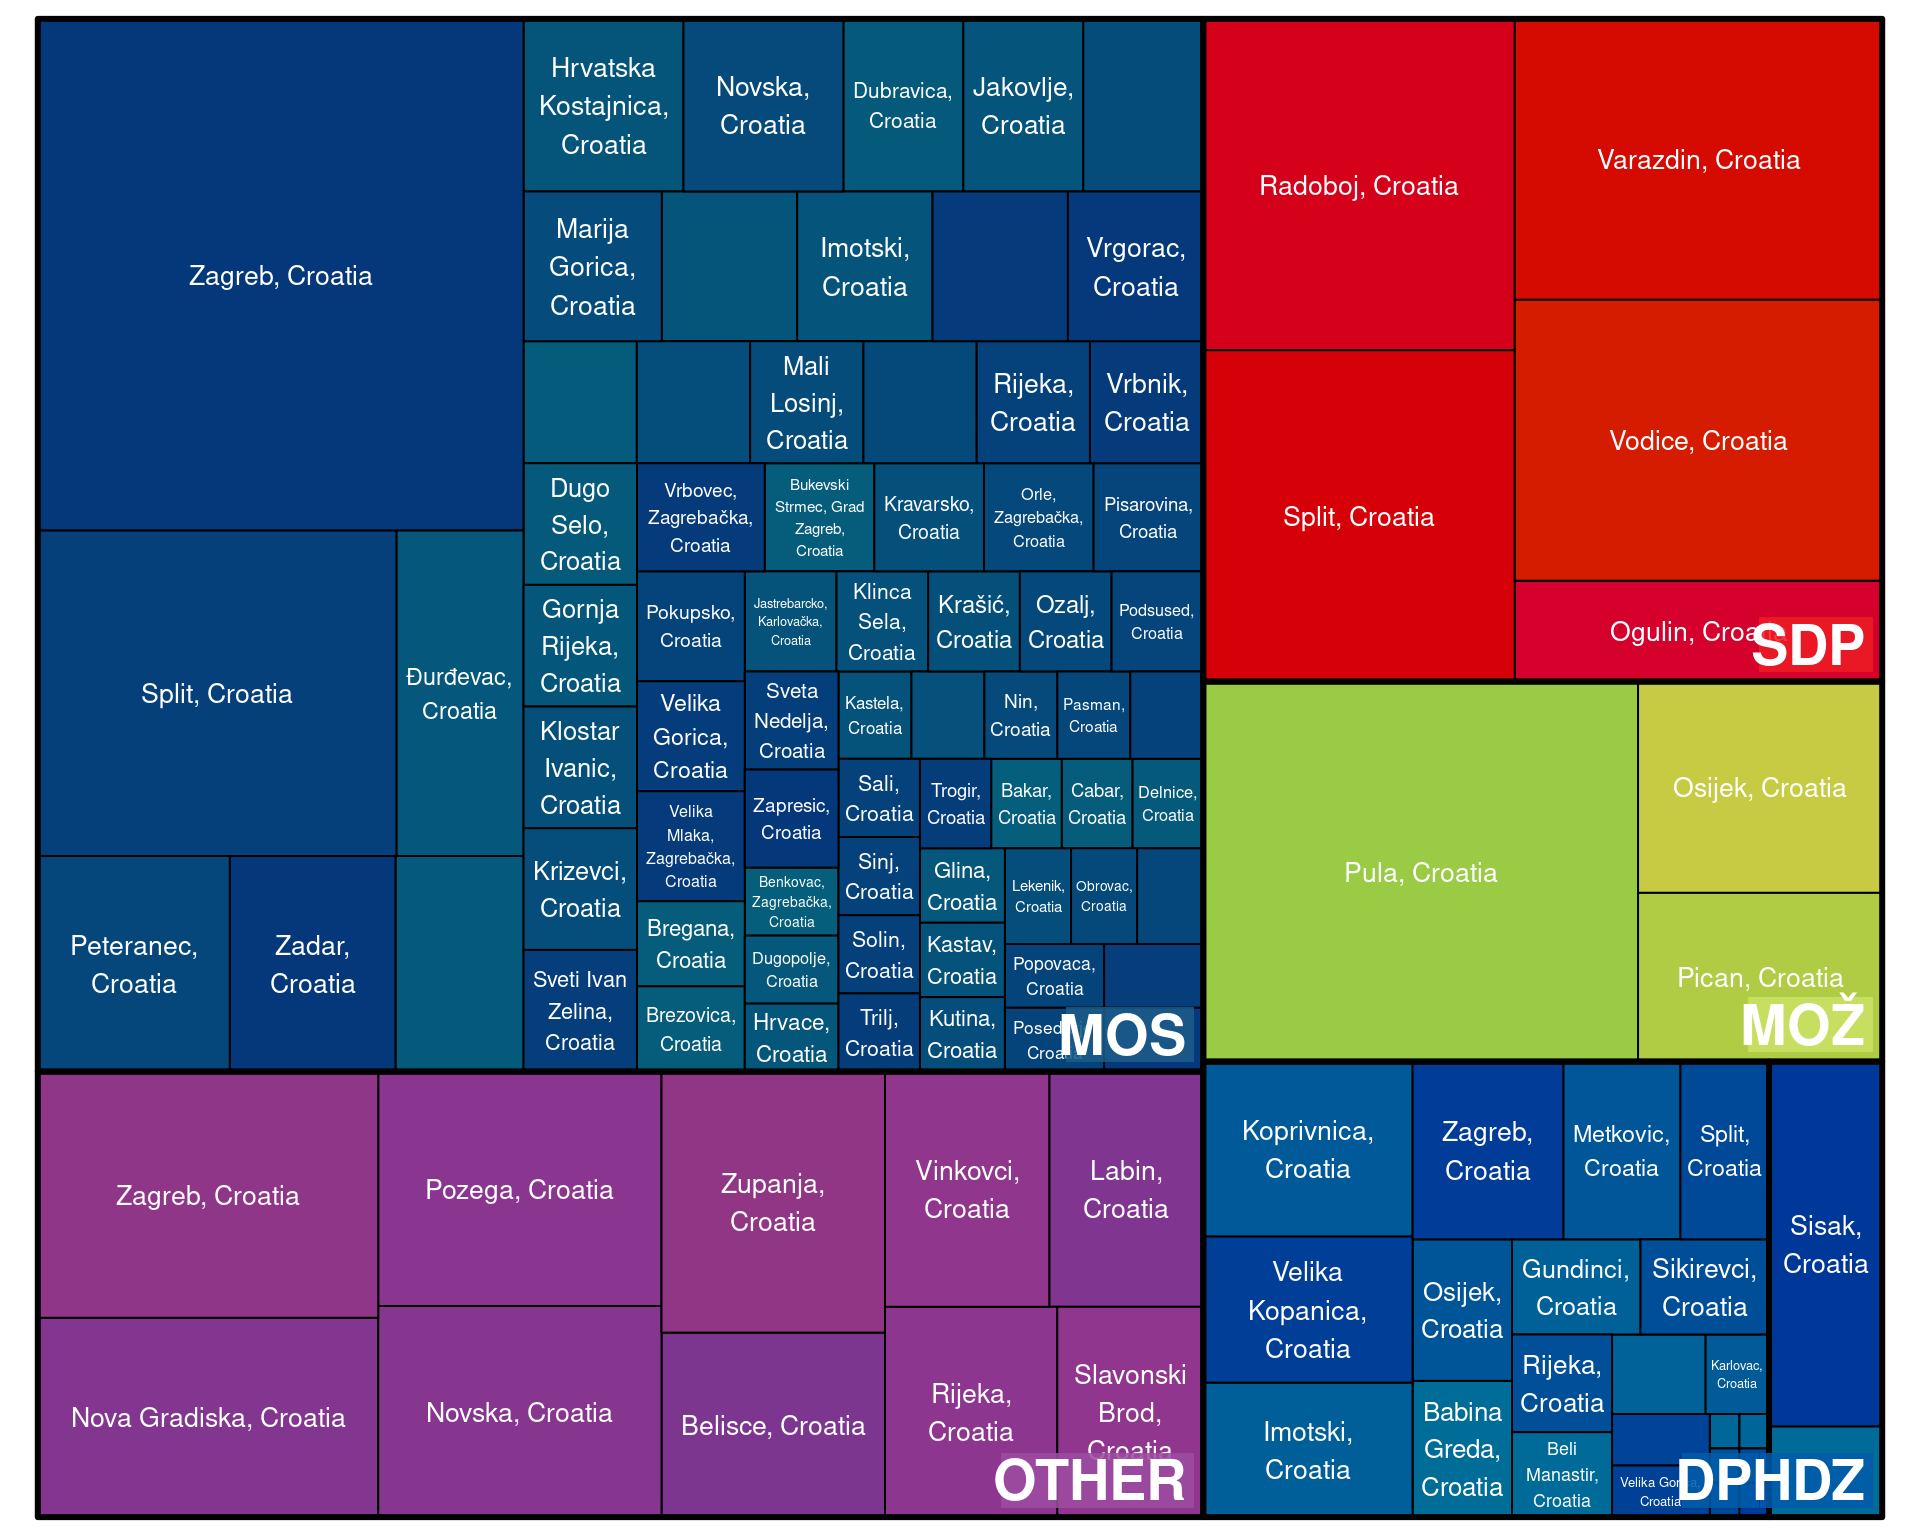 Zagreb, Croatia
Split, Croatia
Đurđevac,
Croatia
Peteranec,
Croatia
Zadar,
Croatia
Hrvatska
Kostajnica,
Croatia
Novska,
Croatia
Dubravica,
Croatia
Jakovlje,
Croatia
Marija
Gorica,
Croatia
Imotski,
Croatia
Vrgorac,
Croatia
Mali
Losinj,
Croatia
Rijeka,
Croatia
Vrbnik,
Croatia
Dugo
Selo,
Croatia
Gornja
Rijeka,
Croatia
Klostar
Ivanic,
Croatia
Krizevci,
Croatia
Sveti Ivan
Zelina,
Croatia
Vrbovec,
Zagrebačka,
Croatia
Bukevski
Strmec, Grad
Zagreb,
Croatia
Kravarsko,
Croatia
Orle,
Zagrebačka,
Croatia
Pisarovina,
Croatia
Pokupsko,
Croatia
Velika
Gorica,
Croatia
Velika
Mlaka,
Zagrebačka,
Croatia
Bregana,
Croatia
Brezovica,
Croatia
Jastrebarcko,
Karlovačka,
Croatia
Klinca
Sela,
Croatia
Krašić,
Croatia
Ozalj,
Croatia
Podsused,
Croatia
Sveta
Nedelja,
Croatia
Zapresic,
Croatia
Benkovac,
Zagrebačka,
Croatia
Dugopolje,
Croatia
Hrvace,
Croatia
Kastela,
Croatia
Nin,
Croatia
Pasman,
Croatia
Sali,
Croatia
Sinj,
Croatia
Solin,
Croatia
Trilj,
Croatia
Trogir,
Croatia
Bakar,
Croatia
Cabar,
Croatia
Delnice,
Croatia
Glina,
Croatia
Kastav,
Croatia
Kutina,
Croatia
Lekenik,
Croatia
Obrovac,
Croatia
Popovaca,
Croatia
Croatia
MOS
Radoboj, Croatia
Split, Croatia
Varazdin, Croatia
Vodice, Croatia
Ogulin, Croatia
SDP
Pula, Croatia
Osijek, Croatia
Pican, Croatia
MOŽ
Zagreb, Croatia
Nova Gradiska, Croatia
Pozega, Croatia
Novska, Croatia
Zupanja,
Croatia
Belisce, Croatia
Vinkovci,
Croatia
Labin,
Croatia
Rijeka,
Croatia
Slavonski
Brod,
Croatia
OTHER
Koprivnica,
Croatia
Velika
Kopanica,
Croatia
Imotski,
Croatia
Zagreb,
Croatia
Metkovic,
Croatia
Split,
Croatia
Osijek,
Croatia
Babina
Greda,
Croatia
Gundinci,
Croatia
Sikirevci,
Croatia
Rijeka,
Croatia
Beli
Manastir,
Croatia
Karlovac,
Croatia
Velika Gorica,
Croatia
Sisak,
Croatia
DPHDZ